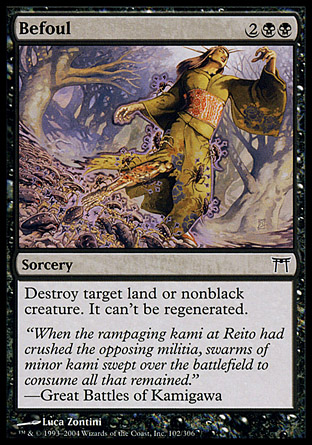 Befoul 2
Sorcery
Destroy target land or nonblack
creature. It can't be regenerated.
“When the rampaging kami at Reito had
crushed the opposing militia, swarms of
minor kami swept over the battlefield to
consume all that remained.”
—Great Battles of Kamigawa
Luca Zontini
™ & © 1993–2004 Wizards of the Coast, Inc. 102/306